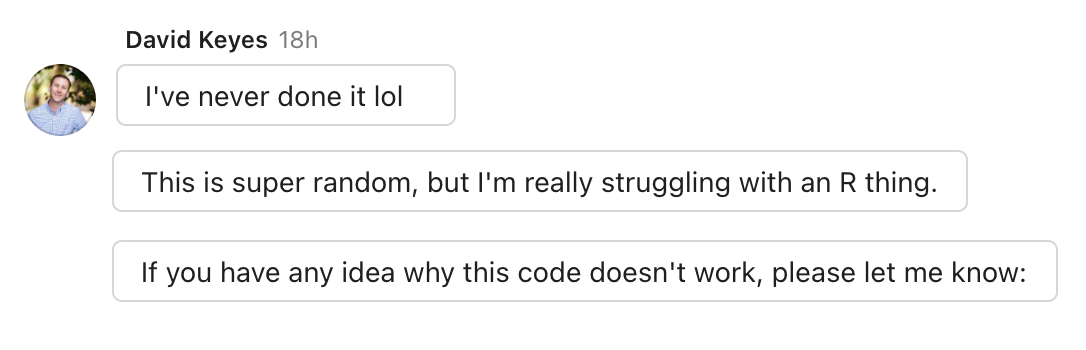 David Keyes 18h
I've never done it lol
This is super random, but I'm really struggling with an R thing.
If you have any idea why this code doesn't work, please let me know: